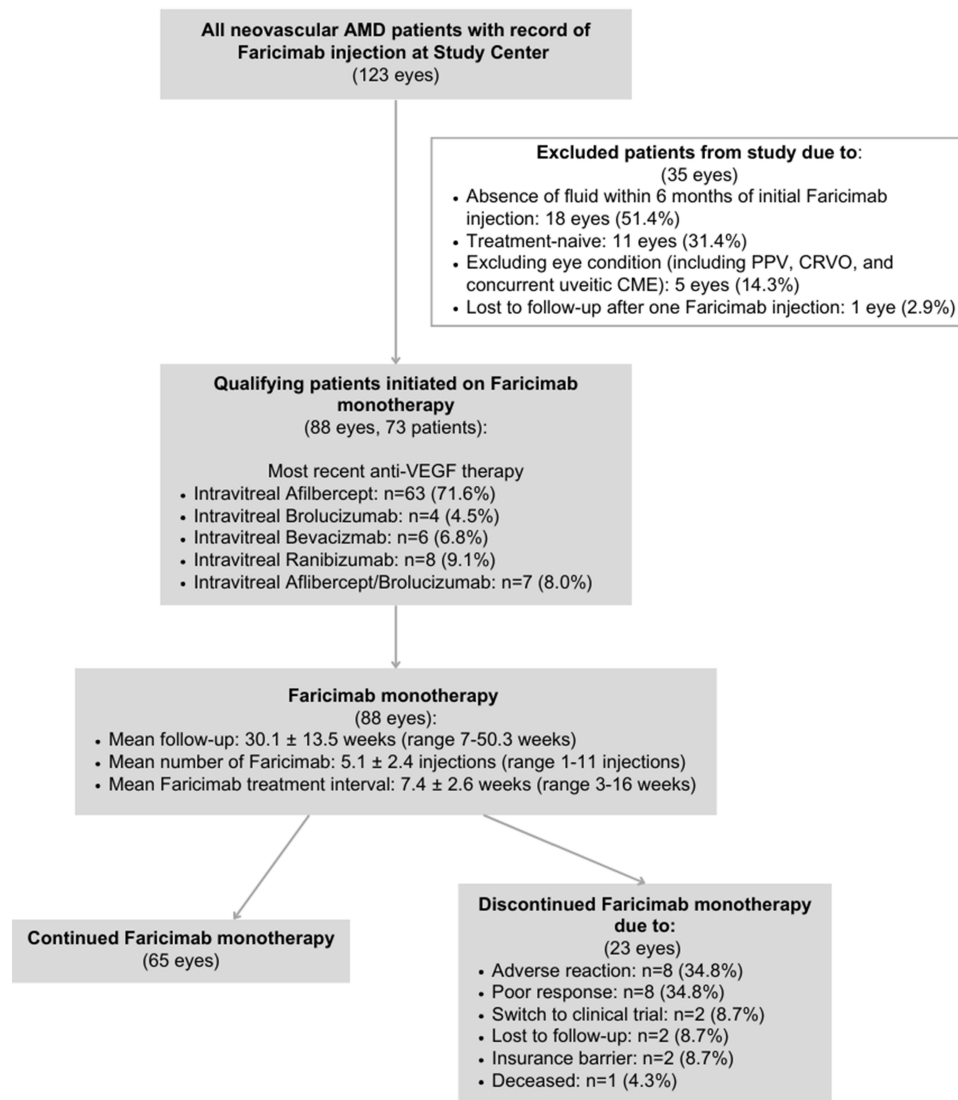 All neovascular AMD patients with record of
Faricimab injection at Study Center
(123 eyes)
Excluded patients from study due to:
(35 eyes)
• Absence of fluid within 6 months of initial Faricimab
injection: 18 eyes (51.4%)
• Treatment-naive: 11 eyes (31.4%)
• Excluding eye condition (including PPV, CRVO, and
concurrent uveitic CME): 5 eyes (14.3%)
• Lost to follow-up after one Faricimab injection: 1 eye (2.9%)
Qualifying patients initiated on Faricimab
monotherapy
(88 eyes, 73 patients):
Most recent anti-VEGF therapy
• Intravitreal Afilbercept: n=63 (71.6%)
• Intravitreal Brolucizumab: n=4 (4.5%)
• Intravitreal Bevacizmab: n=6 (6.8%)
• Intravitreal Ranibizumab: n=8 (9.1%)
• Intravitreal Aflibercept/Brolucizumab: n=7 (8.0%)
Faricimab monotherapy
(88 eyes):
• Mean follow-up: 30.1 ± 13.5 weeks (range 7-50.3 weeks)
• Mean number of Faricimab: 5.1 ± 2.4 injections (range 1-11 injections)
• Mean Faricimab treatment interval: 7.4 ± 2.6 weeks (range 3-16 weeks)
Continued Faricimab monotherapy
(65 eyes)
Discontinued Faricimab monotherapy
due to:
(23 eyes)
• Adverse reaction: n=8 (34.8%)
• Poor response: n=8 (34.8%)
• Switch to clinical trial: n=2 (8.7%)
• Lost to follow-up: n=2 (8.7%)
• Insurance barrier: n=2 (8.7%)
• Deceased: n=1 (4.3%)